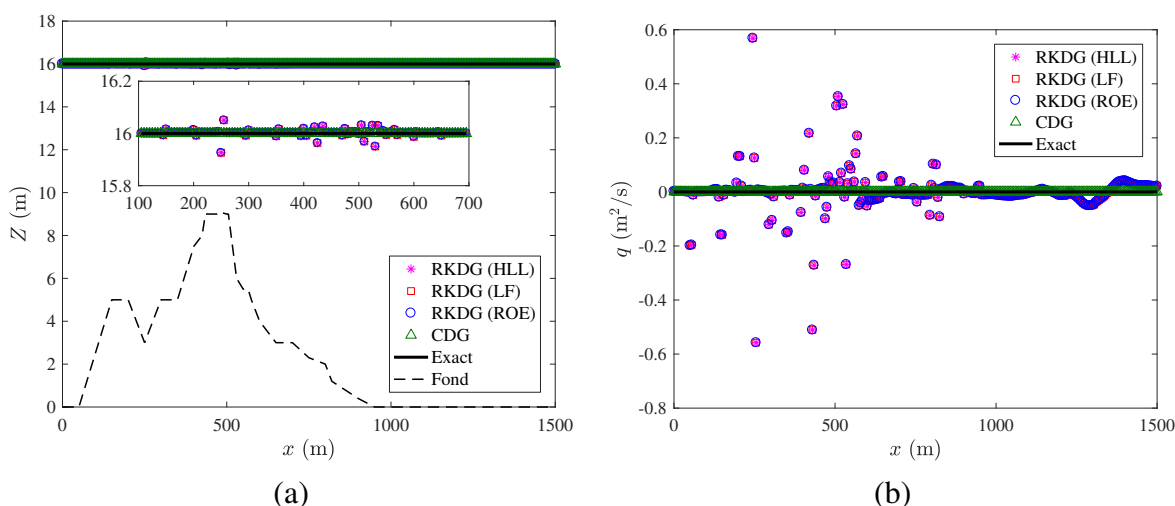 18
16
14
12
10
8
6
4
2
0
Z (m)
16.2
16
15.8
100 200 300 400 500 600 700
RKDG (HLL)
RKDG (LF)
RKDG (ROE)
CDG
Exact
Fond
0 500 1000 1500
x (m)
(a)
0.6
0.4
0.2
0
-0.2
-0.4
-0.6
-0.8
q (m²/s)
RKDG (HLL)
RKDG (LF)
RKDG (ROE)
CDG
Exact
0 500 1000 1500
x (m)
(b)